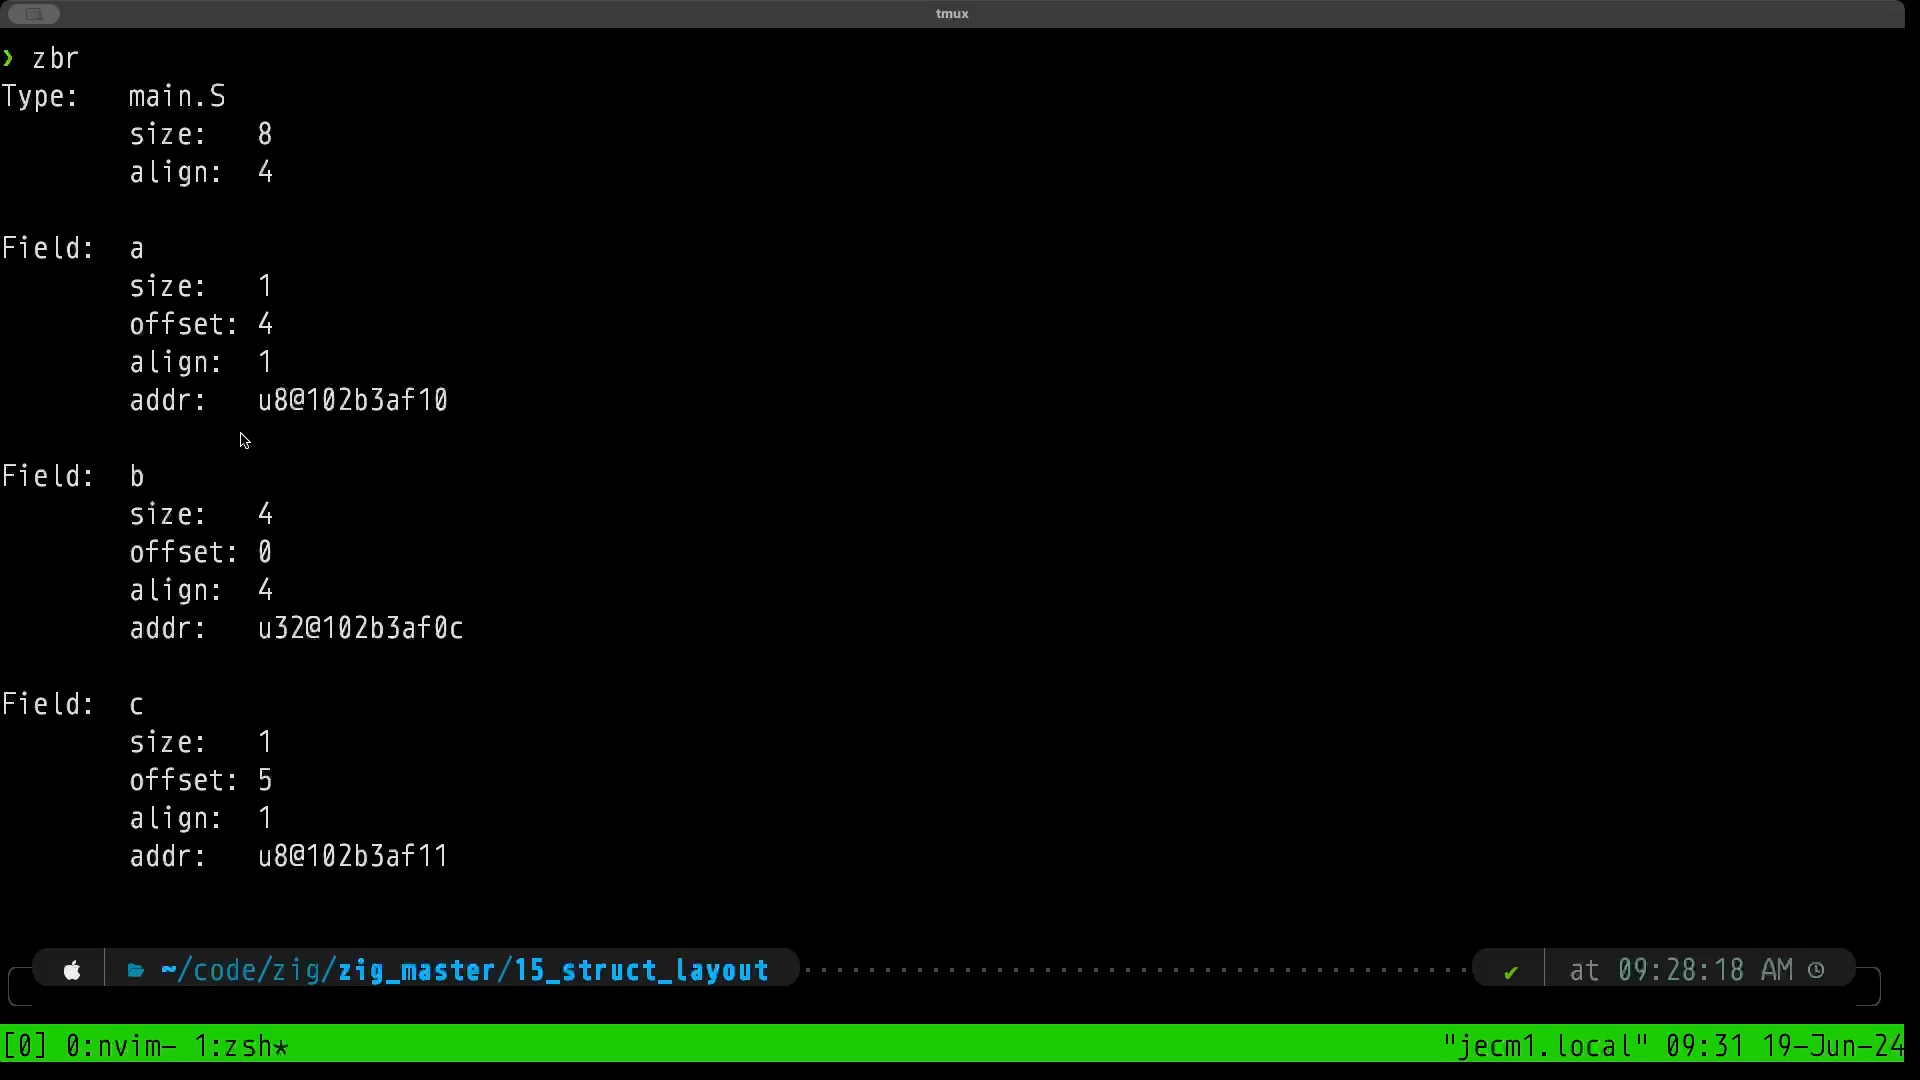 tmux
❯ zbr
Type:   main.S
        size:   8
        align:  4
Field:  a
        size:   1
        offset: 4
        align:  1
        addr:   u8@102b3af10
Field:  b
        size:   4
        offset: 0
        align:  4
        addr:   u32@102b3af0c
Field:  c
        size:   1
        offset: 5
        align:  1
        addr:   u8@102b3af11
~/code/zig/zig_master/15_struct_layout ✔ at 09:28:18 AM
[0] 0:nvim- 1:zsh* "jecm1.local" 09:31 19-Jun-24